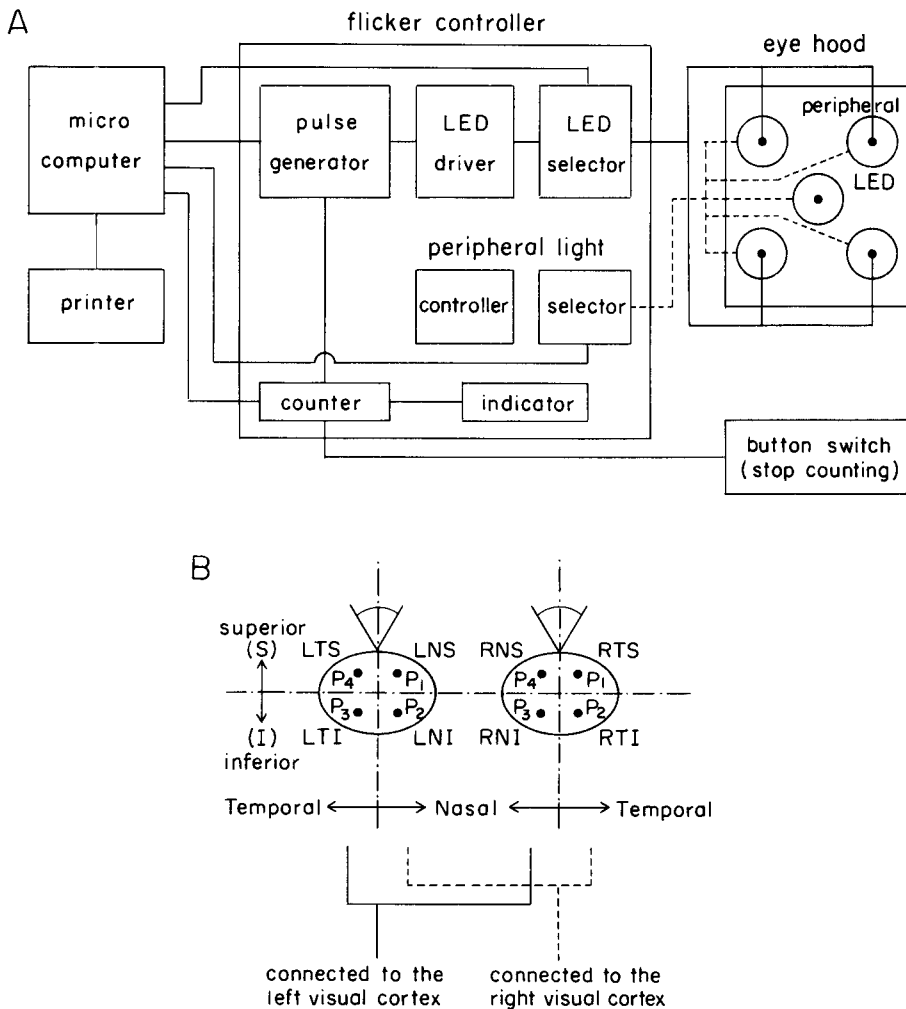 A
flicker controller
eye hood
micro
computer
pulse
generator
LED
driver
LED
selector
peripheral
LED
peripheral light
controller
selector
printer
counter
indicator
button switch
(stop counting)
B
superior
(S)
(I)
inferior
LTS LNS RNS RTS
P4 P1 P4 P1
P3 P2 P3 P2
LTI LNI RNI RTI
Temporal Nasal Temporal
connected to the
left visual cortex
connected to the
right visual cortex